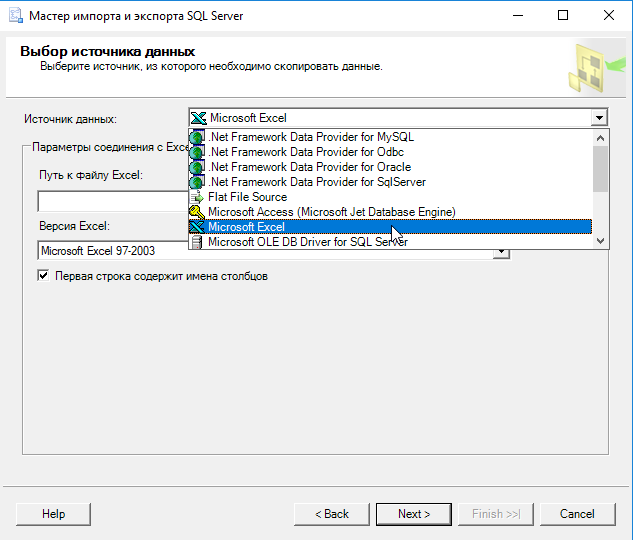 Мастер импорта и экспорта SQL Server
Выбор источника данных
Выберите источник, из которого необходимо скопировать данные.
Источник данных:
Microsoft Excel
.Net Framework Data Provider for MySQL
.Net Framework Data Provider for Odbc
.Net Framework Data Provider for Oracle
.Net Framework Data Provider for SqlServer
Flat File Source
Microsoft Access (Microsoft Jet Database Engine)
Microsoft Excel
Microsoft OLE DB Driver for SQL Server
Параметры соединения с Exce
Путь к файлу Excel:
Версия Excel:
Microsoft Excel 97-2003
Первая строка содержит имена столбцов
Help
< Back
Next >
Finish >>|
Cancel